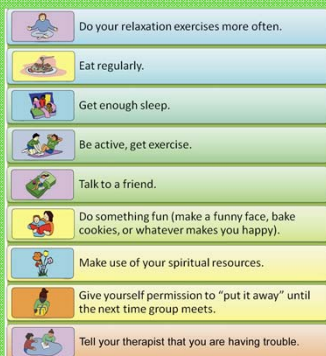 Do your relaxation exercises more often.
Eat regularly.
Get enough sleep.
Be active, get exercise.
Talk to a friend.
Do something fun (make a funny face, bake
cookies, or whatever makes you happy).
Make use of your spiritual resources.
Give yourself permission to “put it away” until
the next time group meets.
Tell your therapist that you are having trouble.